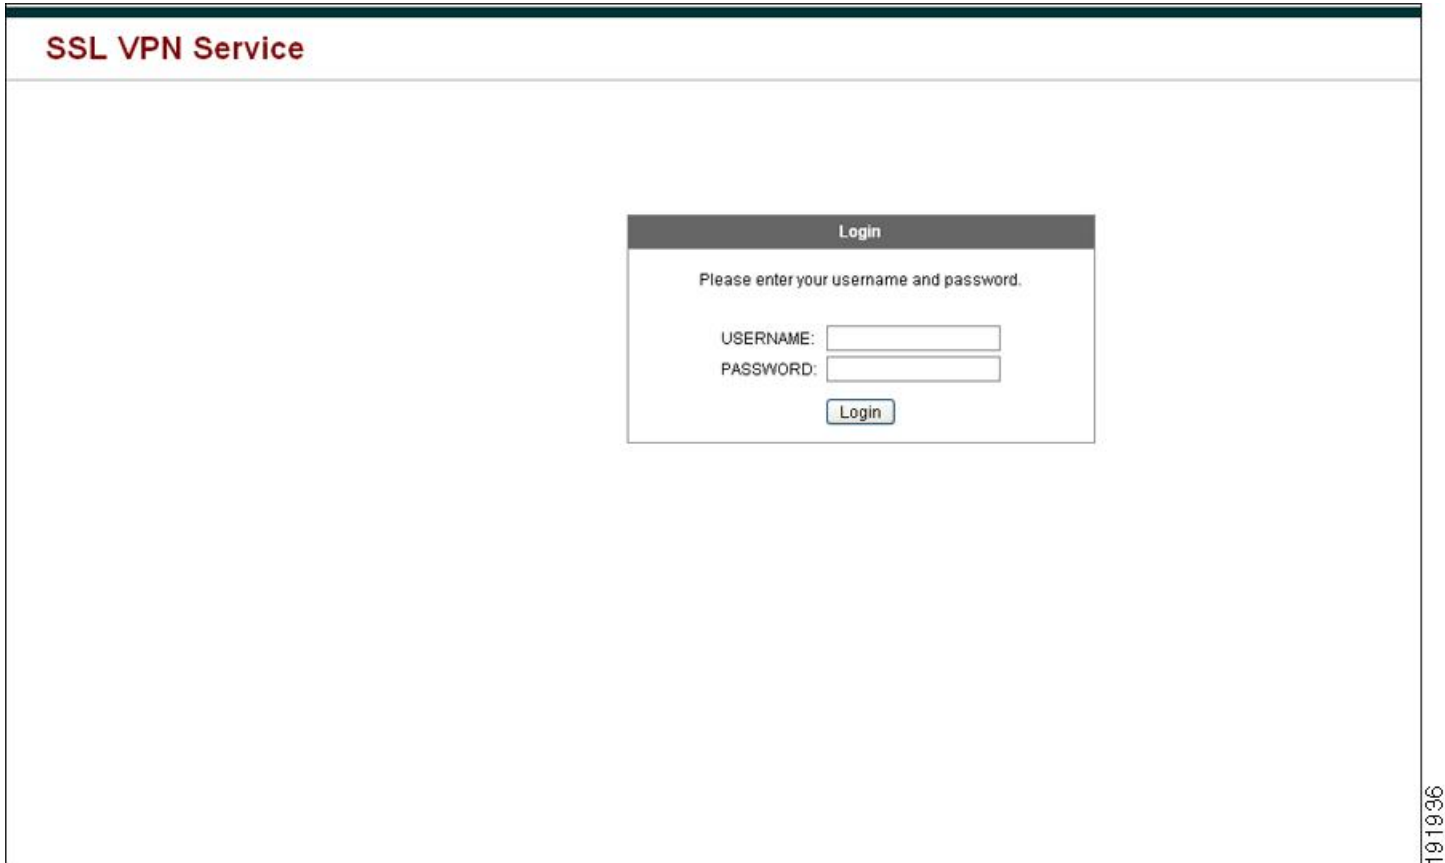 SSL VPN Service
Login
Please enter your username and password.
USERNAME:
PASSWORD:
Login
191936